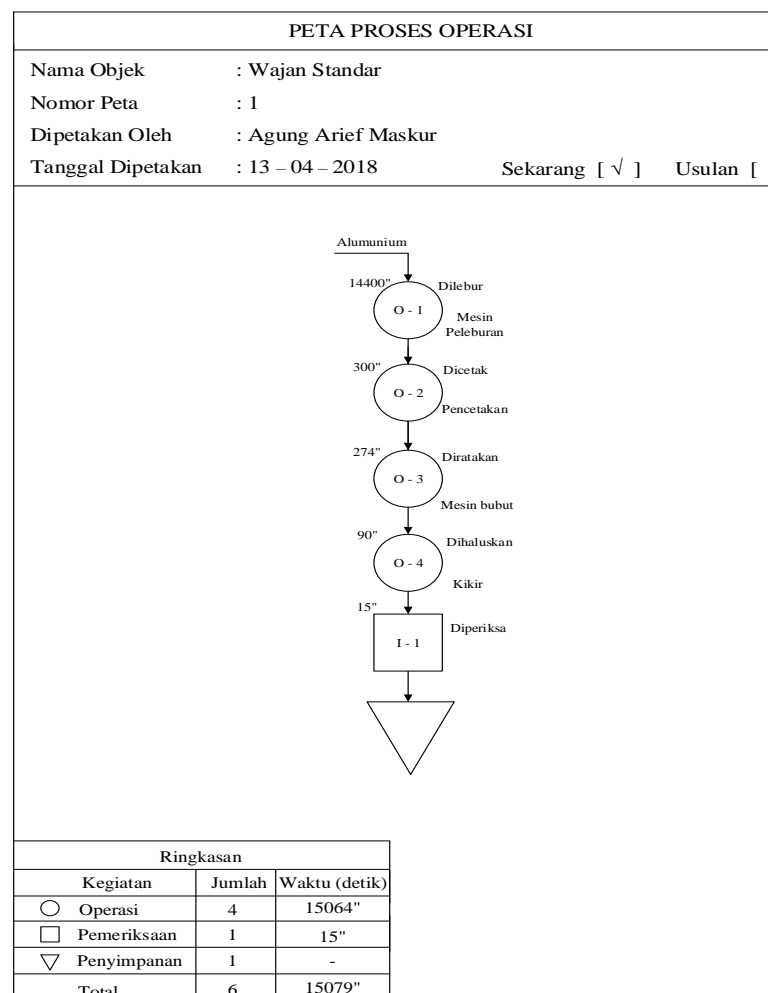 PETA PROSES OPERASI
Nama Objek : Wajan Standar
Nomor Peta : 1
Dipetakan Oleh : Agung Arief Maskur
Tanggal Dipetakan : 13 – 04 – 2018 Sekarang [ √ ] Usulan [
Alumunium
14400" Dilebur
O - 1
Mesin
Peleburan
300" Dicetak
O - 2
Pencetakan
274" Diratakan
O - 3
Mesin bubut
90" Dihaluskan
O - 4
Kikir
15" Diperiksa
I - 1
Ringkasan
Kegiatan Jumlah Waktu (detik)
Operasi 4 15064"
Pemeriksaan 1 15"
Penyimpanan 1 -
Total 6 15079"